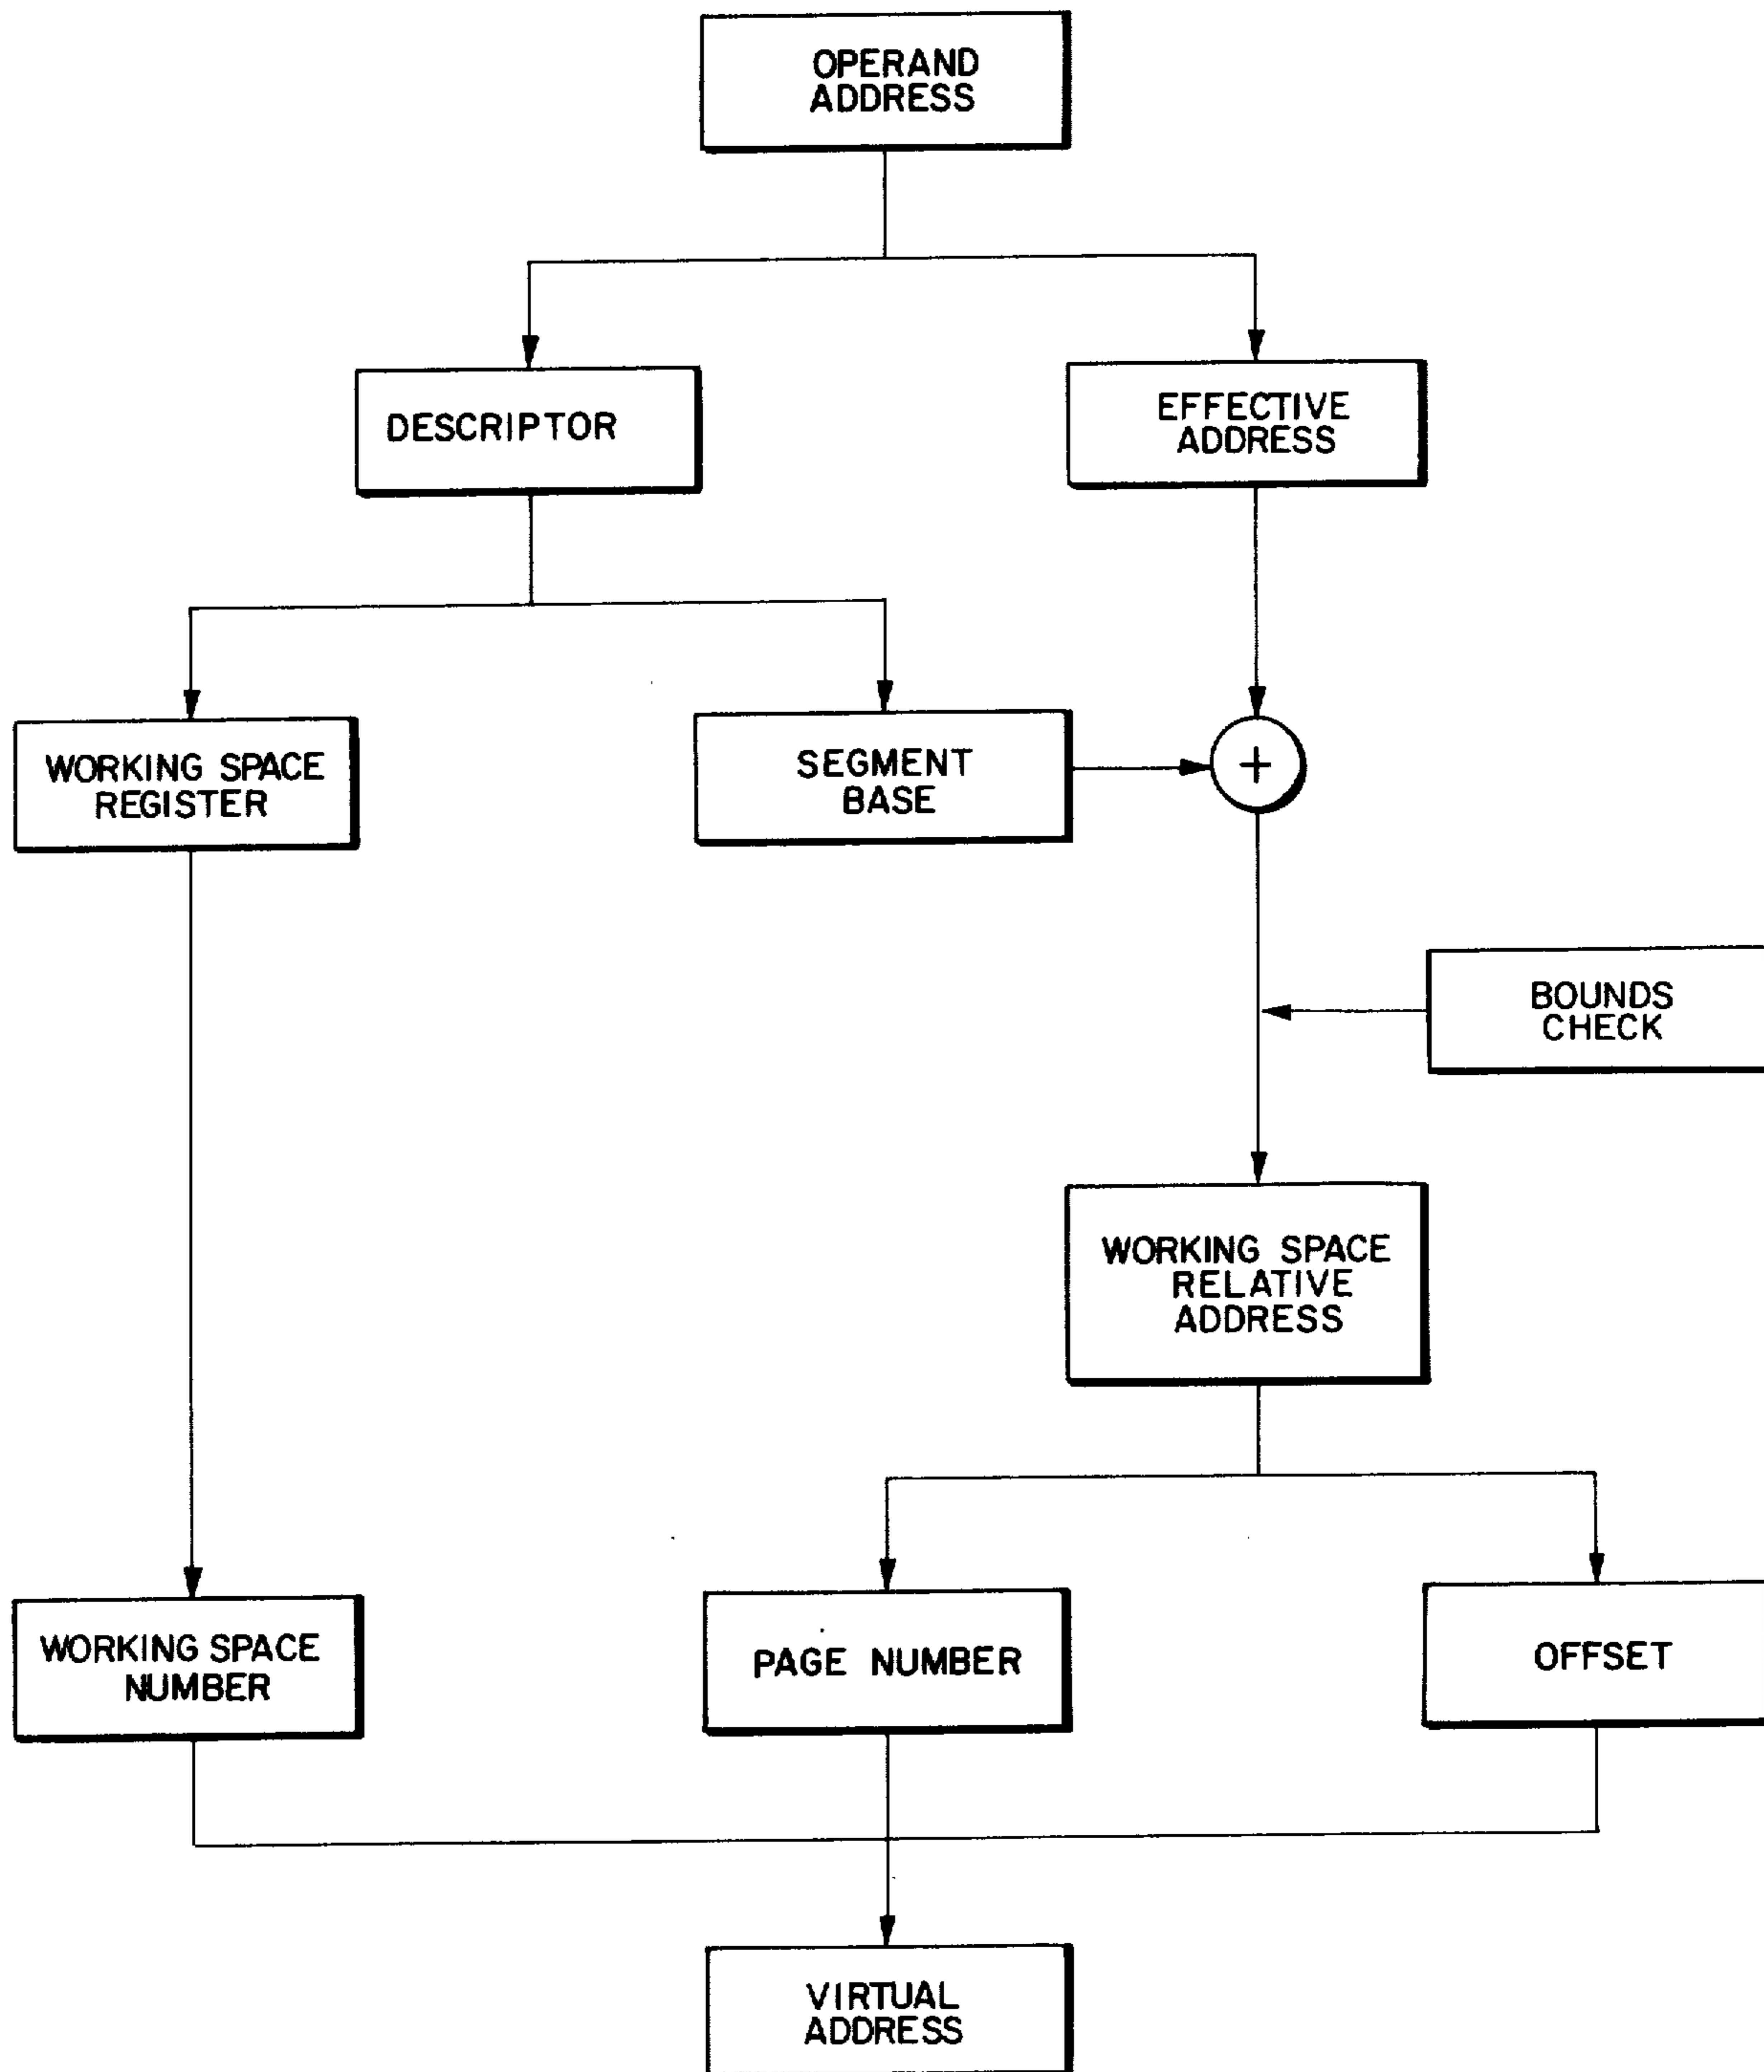 OPERAND
ADDRESS
DESCRIPTOR
EFFECTIVE
ADDRESS
WORKING SPACE
REGISTER
SEGMENT
BASE
+
BOUNDS
CHECK
WORKING SPACE
RELATIVE
ADDRESS
WORKING SPACE
NUMBER
PAGE NUMBER
OFFSET
VIRTUAL
ADDRESS